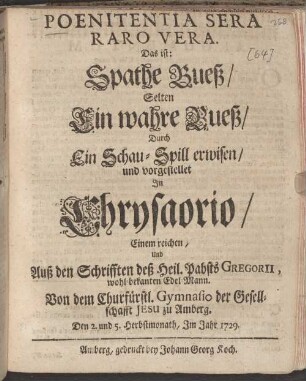 POENITENTIA SERA
RARO VERA.
Das ist:
[64]
Spathe Bueß/
Selten
Ein wahre Bueß/
Durch
Ein Schau-Spill erwisen/
und vorgestellet
In
Chrysaorio/
Einem reichen/
Und
Auß den Schrifften deß Heil. Pabsts GREGORII,
wohl bekanten Edel Mann.
Von dem Churfürstl. Gymnasio der Gesell-
schafft JESU zu Amberg.
Den 2. und 5. Herbstmonath, Im Jahr 1729.
Amberg, gedruckt bey Johann Georg Koch.